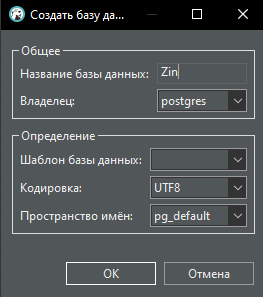 Создать базу да...
Общее
Название базы данных: Zin
Владелец: postgres
Определение
Шаблон базы данных:
Кодировка: UTF8
Пространство имён: pg_default
ОК Отмена